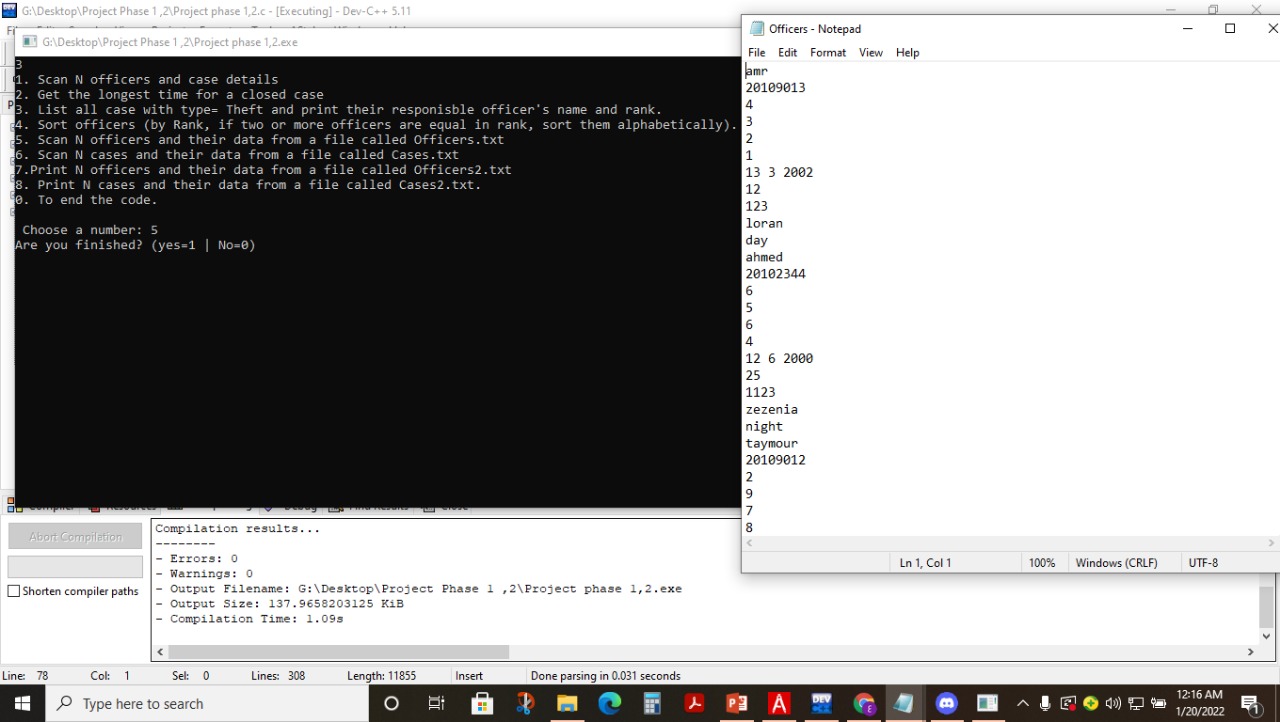 G:\Desktop\Project Phase 1 ,2\Project phase 1,2.c - [Executing] - Dev-C++ 5.11
G:\Desktop\Project Phase 1 ,2\Project phase 1,2.exe
3
1. Scan N officers and case details
2. Get the longest time for a closed case
3. List all case with type= Theft and print their responisble officer's name and rank.
4. Sort officers (by Rank, if two or more officers are equal in rank, sort them alphabetically).
5. Scan N officers and their data from a file called Officers.txt
6. Scan N cases and their data from a file called Cases.txt
7.Print N officers and their data from a file called Officers2.txt
8. Print N cases and their data from a file called Cases2.txt.
0. To end the code.
Choose a number: 5
Are you finished? (yes=1 | No=0)
Officers - Notepad
File Edit Format View Help
amr
20109013
4
3
2
1
13 3 2002
12
123
loran
day
ahmed
20102344
6
5
6
4
12 6 2000
25
1123
zezenia
night
taymour
20109012
2
9
7
8
Ln 1, Col 1 100% Windows (CRLF) UTF-8
Abort Compilation
Shorten compiler paths
Compilation results...
--------
- Errors: 0
- Warnings: 0
- Output Filename: G:\Desktop\Project Phase 1 ,2\Project phase 1,2.exe
- Output Size: 137.9658203125 KiB
- Compilation Time: 1.09s
Line: 78 Col: 1 Sel: 0 Lines: 308 Length: 11855 Insert Done parsing in 0.031 seconds
Type here to search
12:16 AM
1/20/2022